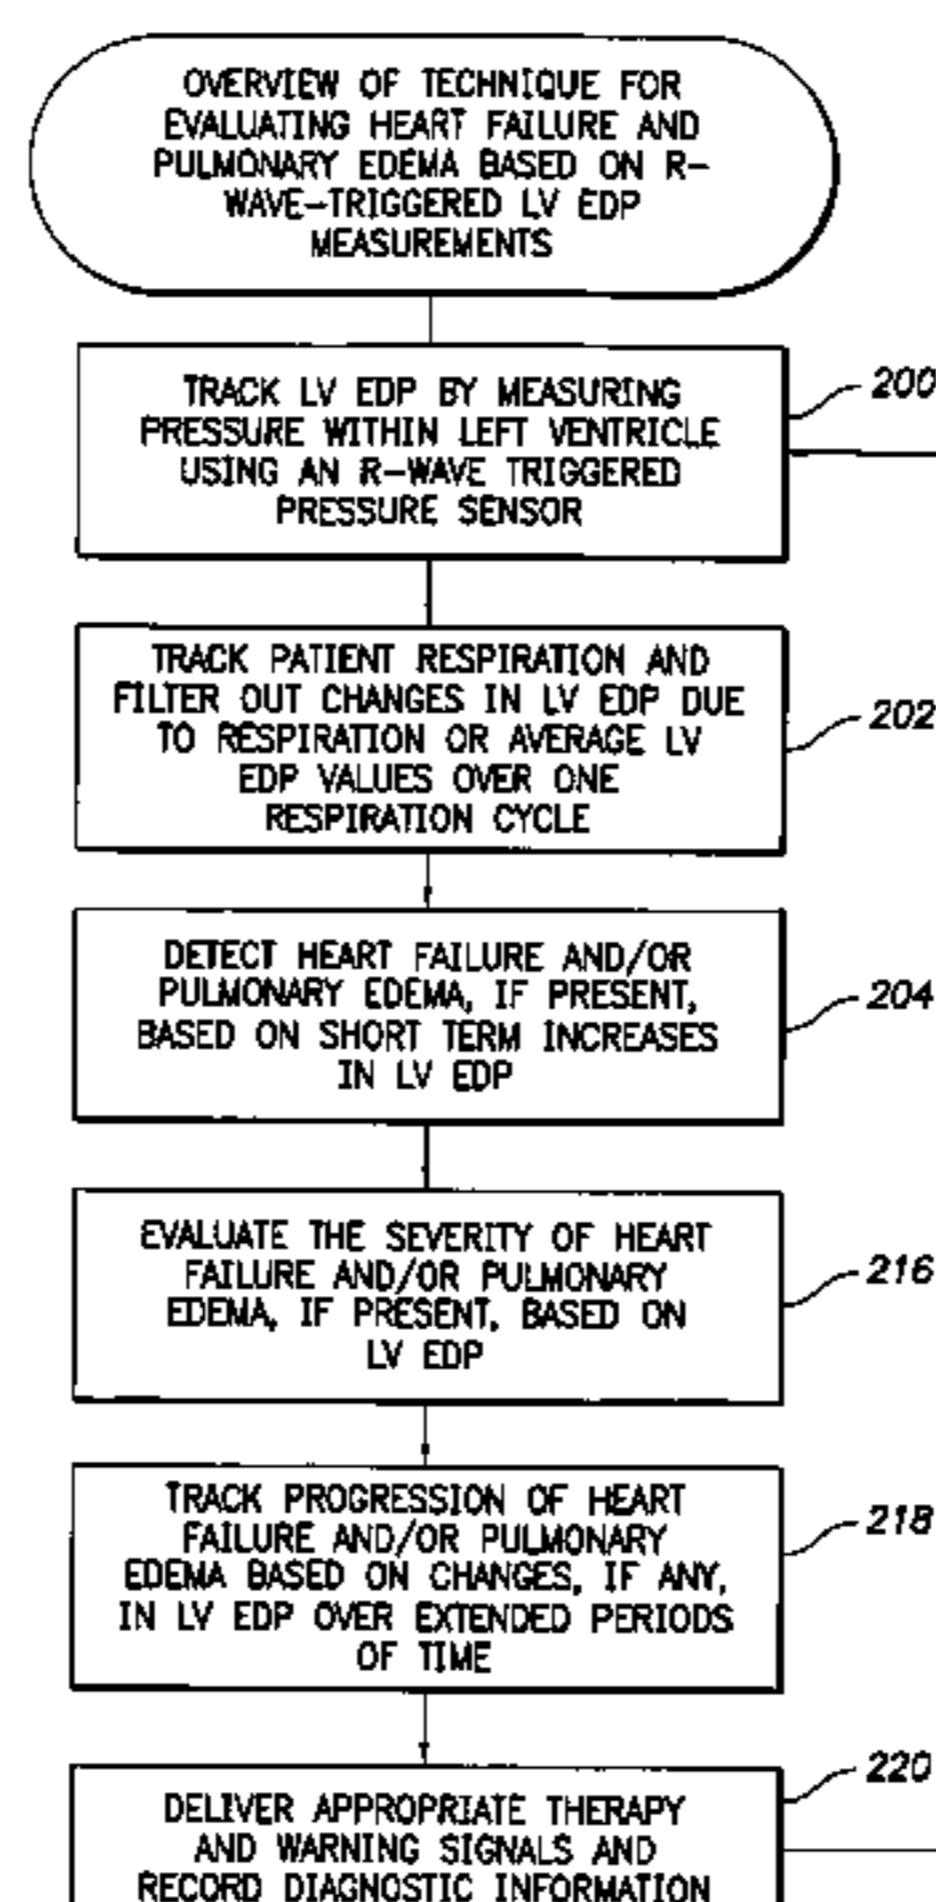 OVERVIEW OF TECHNIQUE FOR
EVALUATING HEART FAILURE AND
PULMONARY EDEMA BASED ON R-
WAVE-TRIGGERED LV EDP
MEASUREMENTS
200
TRACK LV EDP BY MEASURING
PRESSURE WITHIN LEFT VENTRICLE
USING AN R-WAVE TRIGGERED
PRESSURE SENSOR
202
TRACK PATIENT RESPIRATION AND
FILTER OUT CHANGES IN LV EDP DUE
TO RESPIRATION OR AVERAGE LV
EDP VALUES OVER ONE
RESPIRATION CYCLE
204
DETECT HEART FAILURE AND/OR
PULMONARY EDEMA, IF PRESENT,
BASED ON SHORT TERM INCREASES
IN LV EDP
216
EVALUATE THE SEVERITY OF HEART
FAILURE AND/OR PULMONARY
EDEMA, IF PRESENT, BASED ON
LV EDP
218
TRACK PROGRESSION OF HEART
FAILURE AND/OR PULMONARY
EDEMA BASED ON CHANGES, IF ANY,
IN LV EDP OVER EXTENDED PERIODS
OF TIME
220
DELIVER APPROPRIATE THERAPY
AND WARNING SIGNALS AND
RECORD DIAGNOSTIC INFORMATION